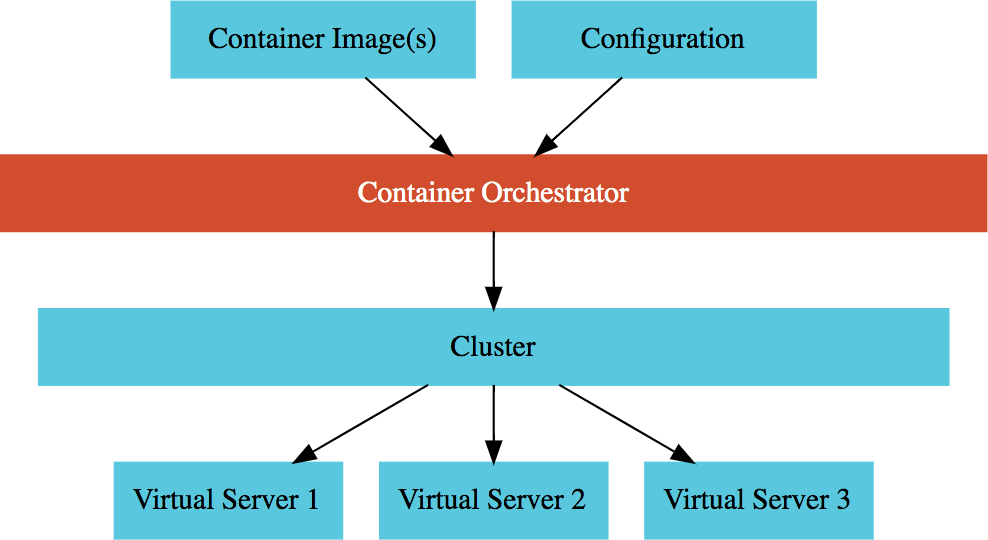 Container Image(s)
Configuration
Container Orchestrator
Cluster
Virtual Server 1
Virtual Server 2
Virtual Server 3